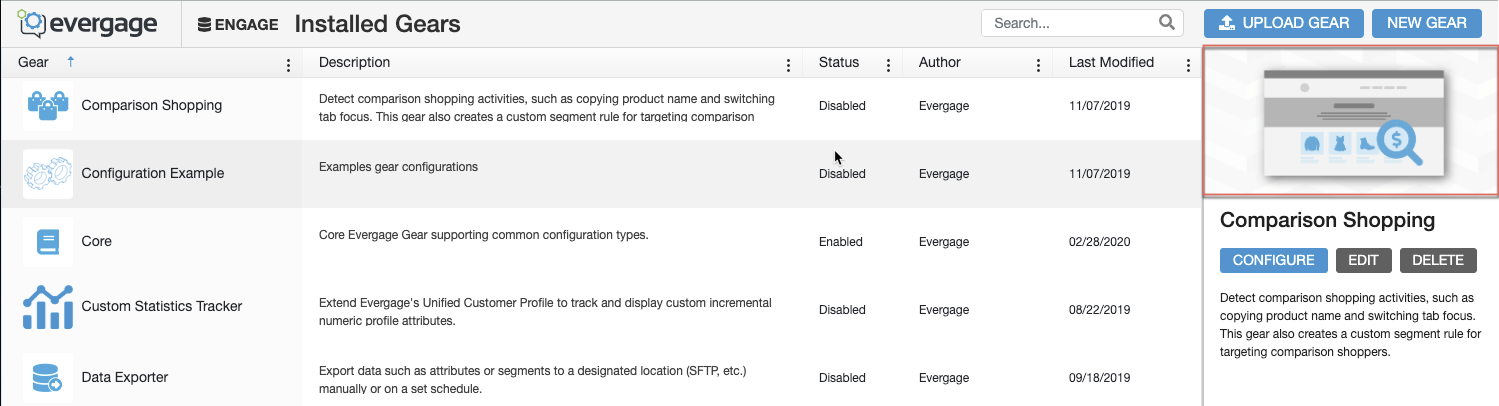 evergage ENGAGE Installed Gears Search... UPLOAD GEAR NEW GEAR
Gear ↑ Description Status Author Last Modified
Comparison Shopping
Detect comparison shopping activities, such as copying product name and switching
tab focus. This gear also creates a custom segment rule for targeting comparison
Disabled Evergage 11/07/2019
Configuration Example Examples gear configurations Disabled Evergage 11/07/2019
Core Core Evergage Gear supporting common configuration types. Enabled Evergage 02/28/2020
Custom Statistics Tracker
Extend Evergage's Unified Customer Profile to track and display custom incremental
numeric profile attributes.
Disabled Evergage 08/22/2019
Data Exporter
Export data such as attributes or segments to a designated location (SFTP, etc.)
manually or on a set schedule.
Disabled Evergage 09/18/2019
$
Comparison Shopping
CONFIGURE EDIT DELETE
Detect comparison shopping activities, such as
copying product name and switching tab focus.
This gear also creates a custom segment rule for
targeting comparison shoppers.